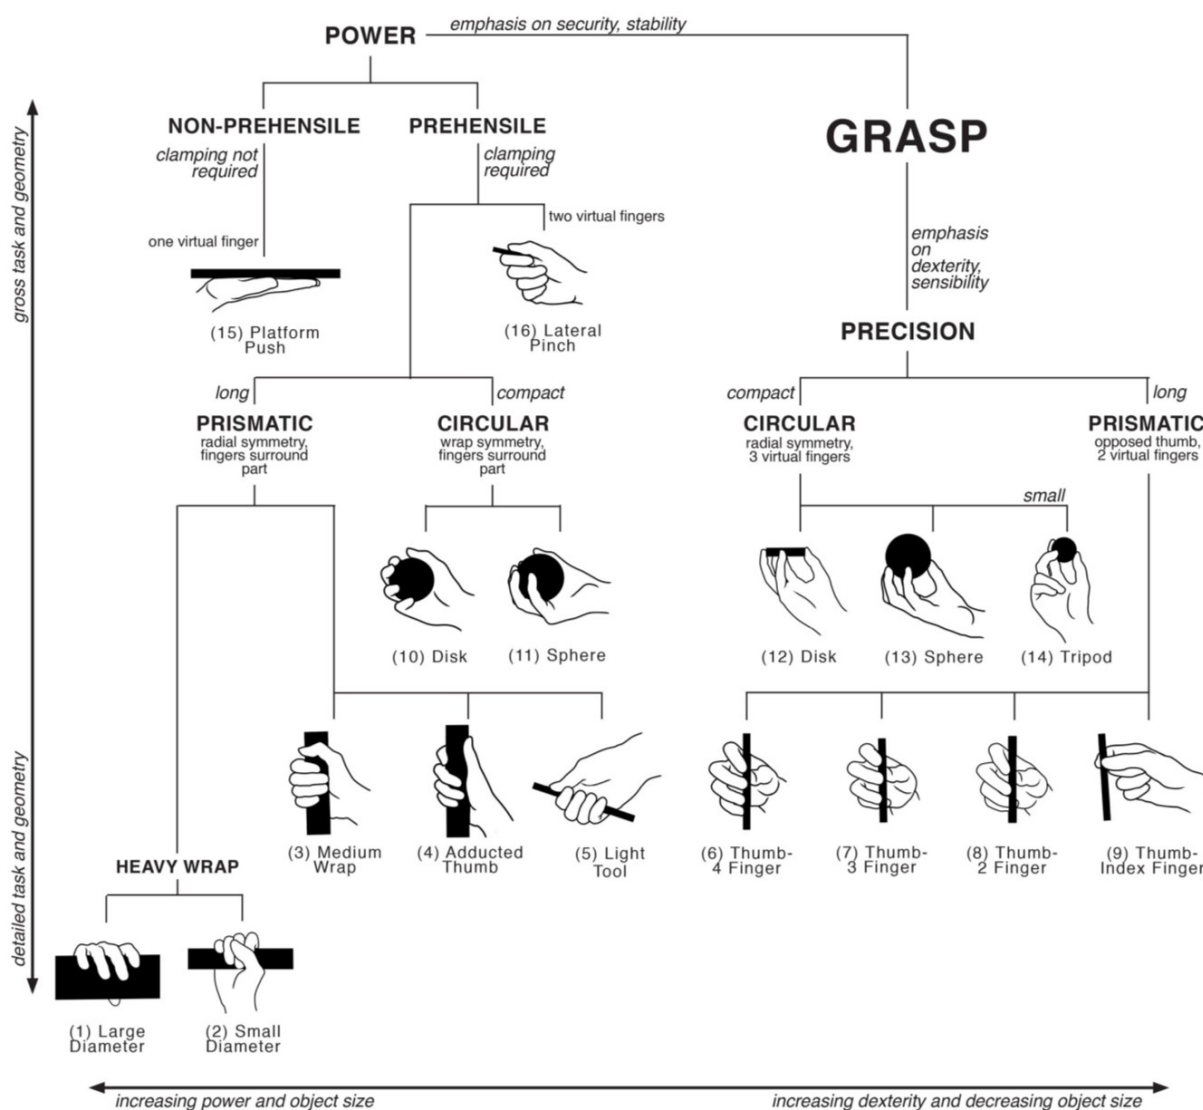 POWER
emphasis on security, stability
NON-PREHENSILE
clamping not
required
PREHENSILE
clamping
required
GRASP
gross task and geometry
one virtual finger
two virtual fingers
emphasis
on
dexterity,
sensibility
(15) Platform
Push
(16) Lateral
Pinch
PRECISION
long
compact
compact
long
PRISMATIC
radial symmetry,
fingers surround
part
CIRCULAR
wrap symmetry,
fingers surround
part
CIRCULAR
radial symmetry,
3 virtual fingers
PRISMATIC
opposed thumb,
2 virtual fingers
small
(10) Disk
(11) Sphere
(12) Disk
(13) Sphere
(14) Tripod
detailed task and geometry
(3) Medium
Wrap
(4) Adducted
Thumb
(5) Light
Tool
(6) Thumb-
4 Finger
(7) Thumb-
3 Finger
(8) Thumb-
2 Finger
(9) Thumb-
Index Finger
HEAVY WRAP
(1) Large
Diameter
(2) Small
Diameter
increasing power and object size
increasing dexterity and decreasing object size